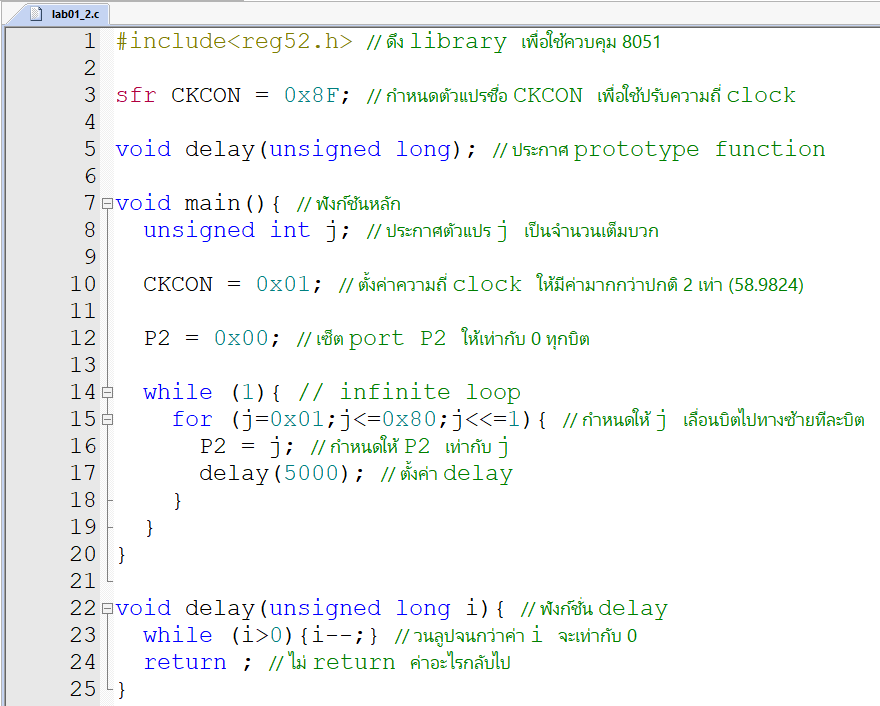 lab01_2.c
1 #include<reg52.h> // ดึง library เพื่อใช้ควบคุม 8051
2
3 sfr CKCON = 0x8F; // กำหนดตัวแปรชื่อ CKCON เพื่อใช้ปรับความถี่ clock
4
5 void delay(unsigned long); // ประกาศ prototype function
6
7 void main(){ // ฟังก์ชันหลัก
8 unsigned int j; // ประกาศตัวแปร j เป็นจำนวนเต็มบวก
9
10 CKCON = 0x01; // ตั้งค่าความถี่ clock ให้มีค่ามากกว่าปกติ 2 เท่า (58.9824)
11
12 P2 = 0x00; // เซ็ต port P2 ให้เท่ากับ 0 ทุกบิต
13
14 while (1){ // infinite loop
15 for (j=0x01;j<=0x80;j<<=1){ // กำหนดให้ j เลื่อนบิตไปทางซ้ายทีละบิต
16 P2 = j; // กำหนดให้ P2 เท่ากับ j
17 delay(5000); // ตั้งค่า delay
18 }
19 }
20 }
21
22 void delay(unsigned long i){ // ฟังก์ชั่น delay
23 while (i>0){i--;} // วนลูปจนกว่าค่า i จะเท่ากับ 0
24 return ; // ไม่ return ค่าอะไรกลับไป
25 }